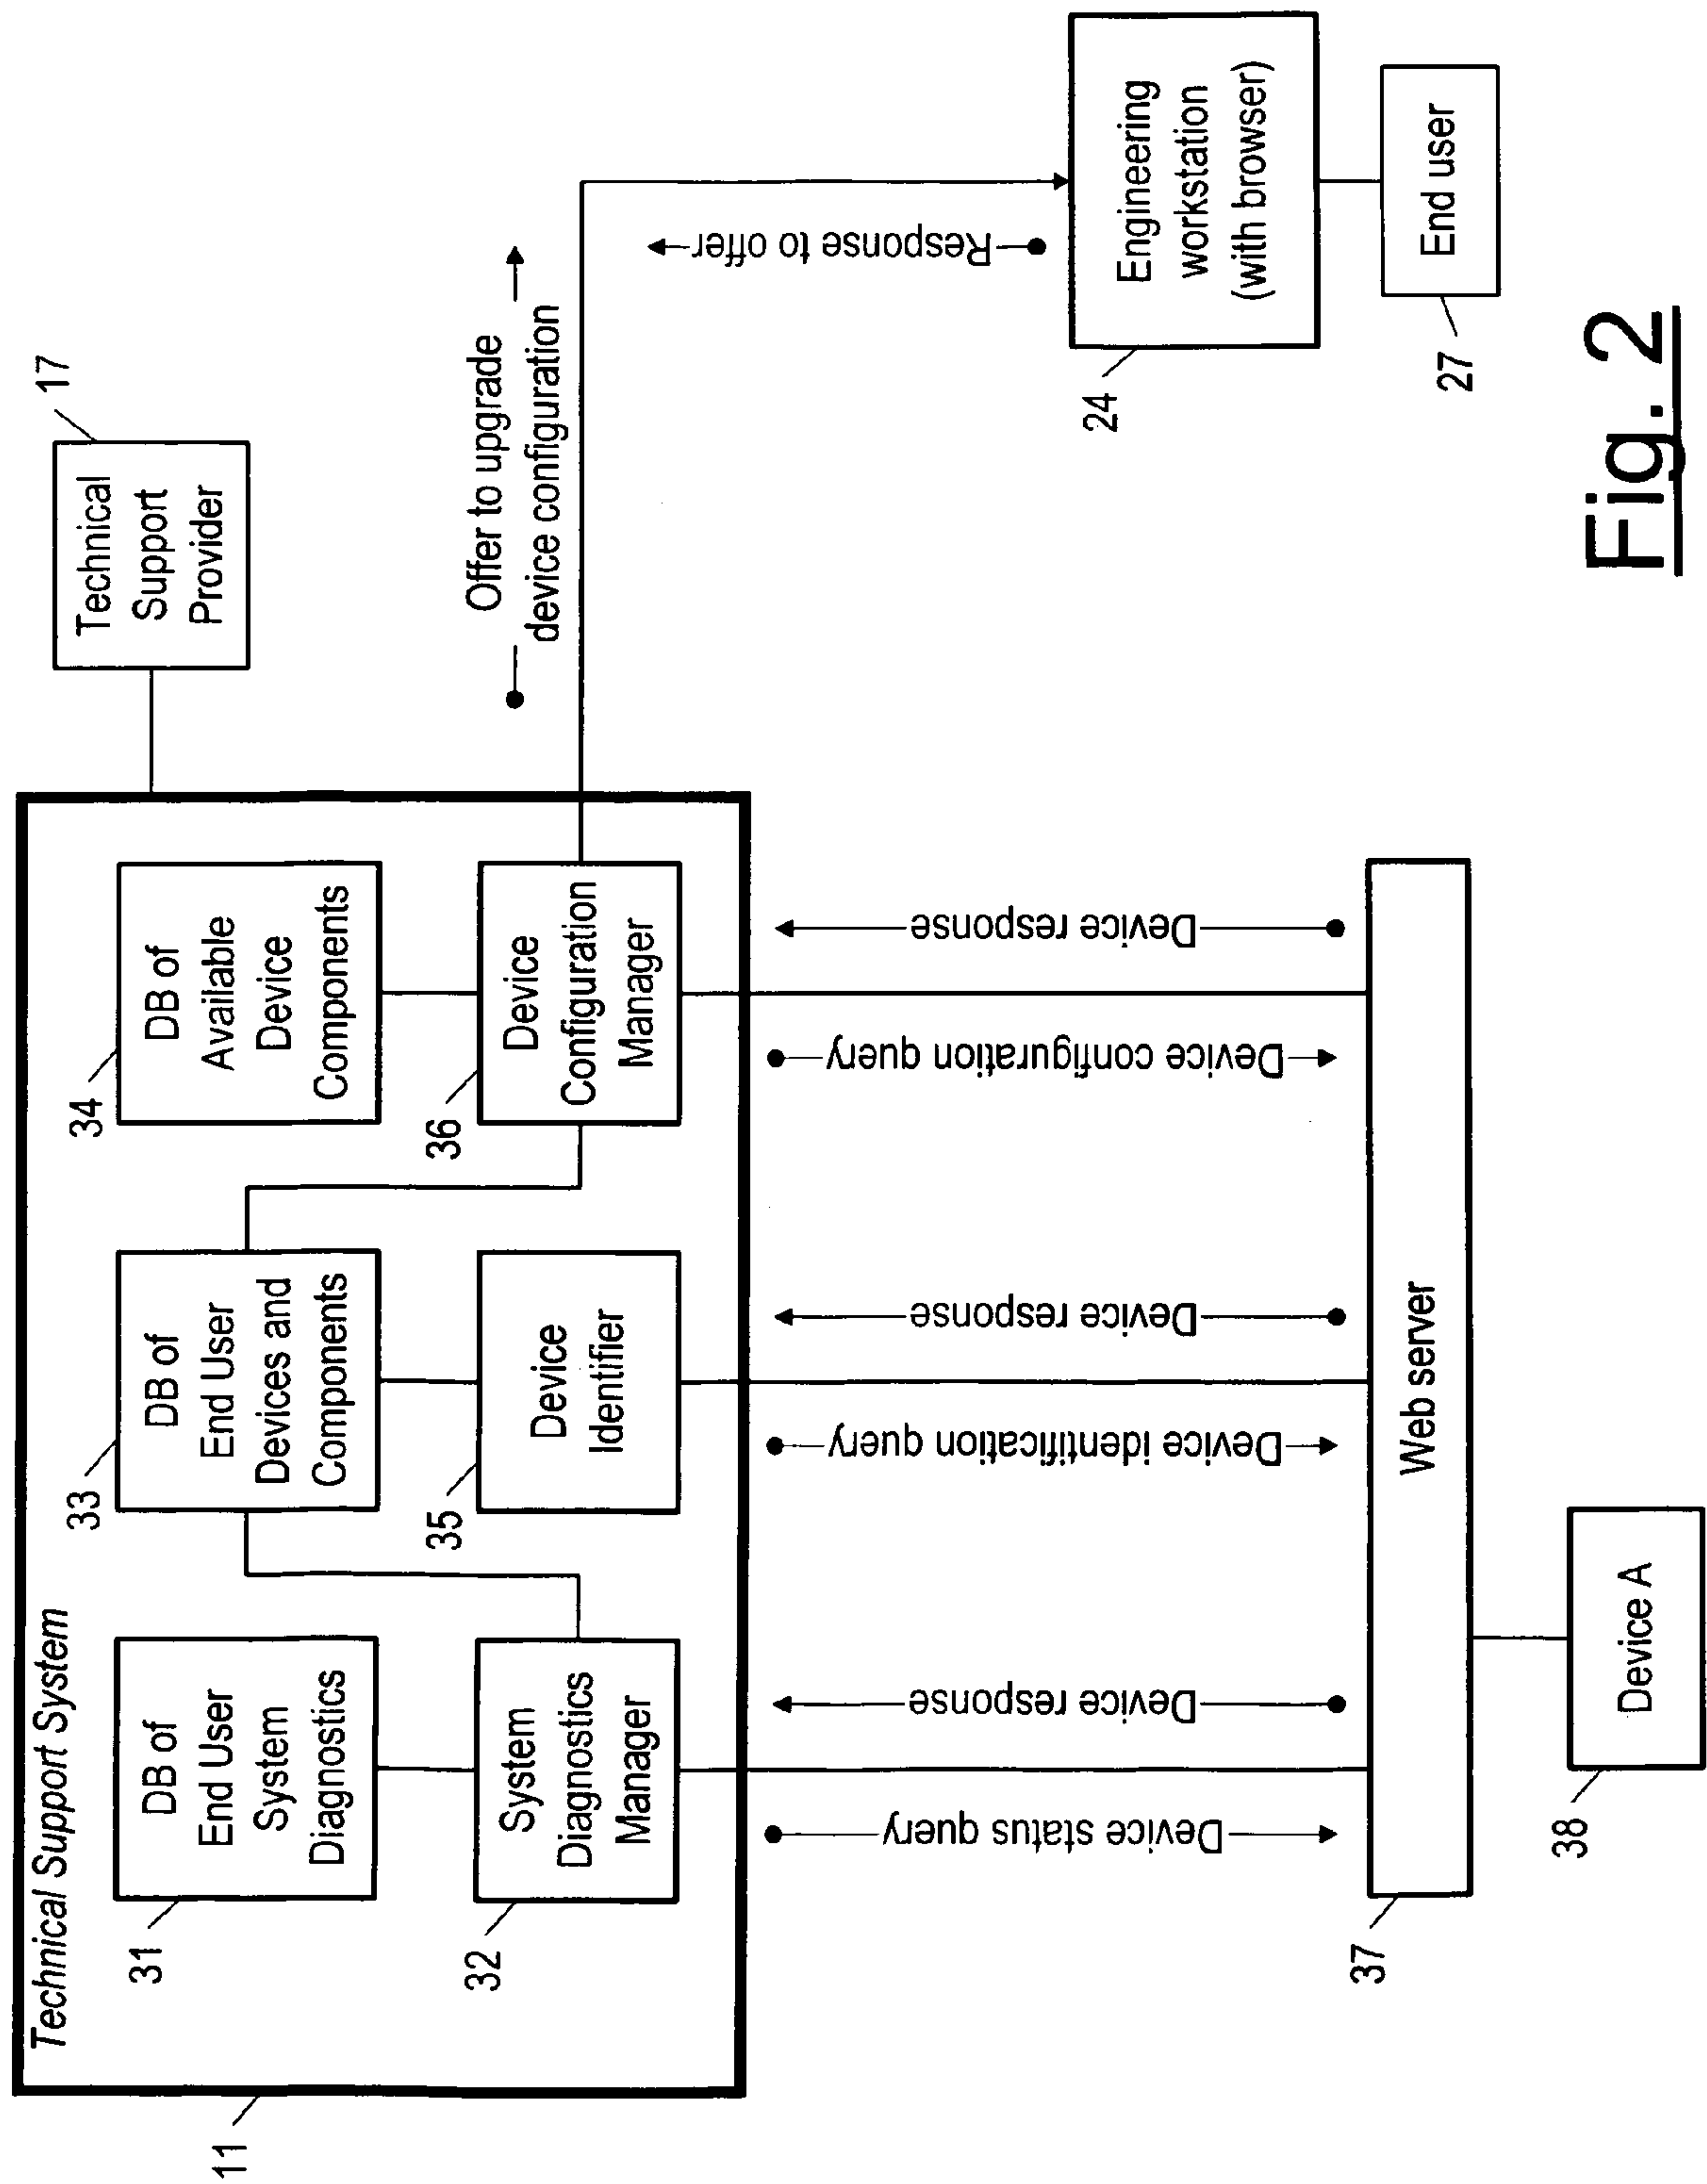 Technical Support System
11
DB of
End User
System
Diagnostics
31
DB of
End User
Devices and
Components
33
DB of
Available
Device
Components
34
Technical
Support
Provider
17
System
Diagnostics
Manager
32
Device
Identifier
35
Device
Configuration
Manager
36
Offer to upgrade
device configuration
Response to offer
Device status query
Device response
Device identification query
Device response
Device configuration query
Device response
Engineering
workstation
(with browser)
24
End user
27
Web server
37
Device A
38
Fig. 2